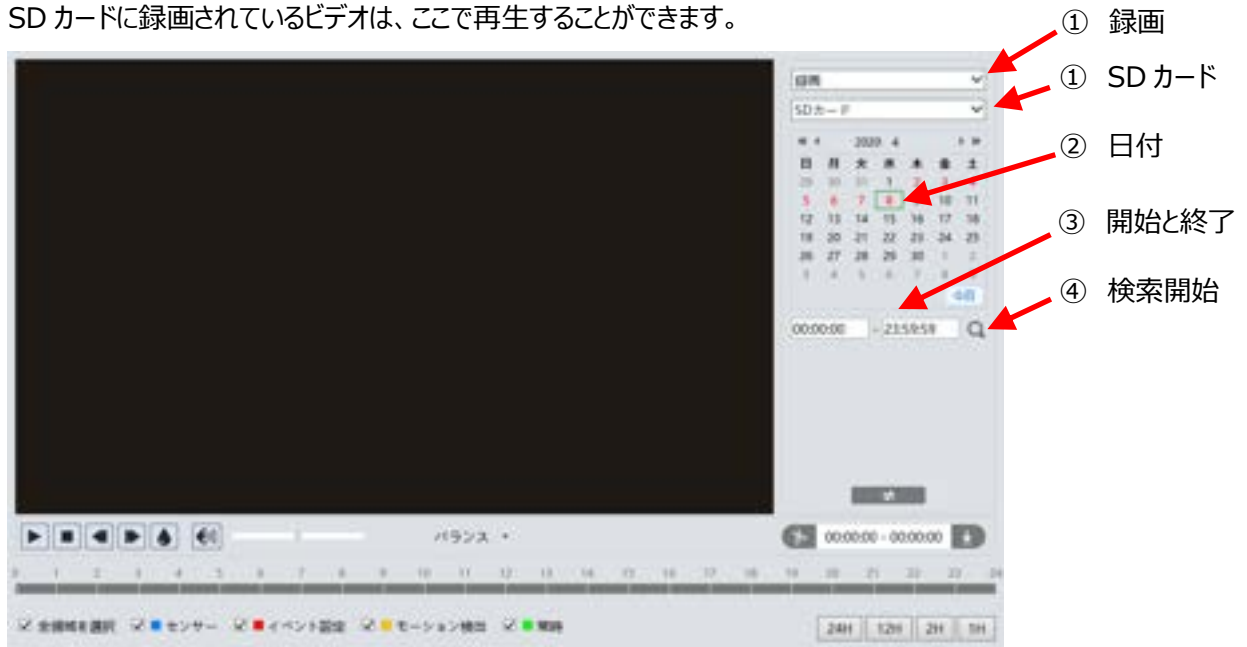 SD カードに録画されているビデオは、ここで再生することができます。
① 録画
① SD カード
② 日付
③ 開始と終了
④ 検索開始
録画
SDカード
2020 4
日 月 火 水 木 金 土
29 30 31 1 2 3 4
5 6 7 8 9 10 11
12 13 14 15 16 17 18
19 20 21 22 23 24 25
26 27 28 29 30 1 2
3 4 5 6 7 8
今日
00:00:00 - 23:59:59
バランス
00:00:00 - 00:00:00
0 1 2 3 4 5 6 7 8 9 10 11 12 13 14 15 16 17 18 19 20 21 22 23 24
全領域を選択 センサー イベント設定 モーション検出 常時
24H 12H 2H 1H